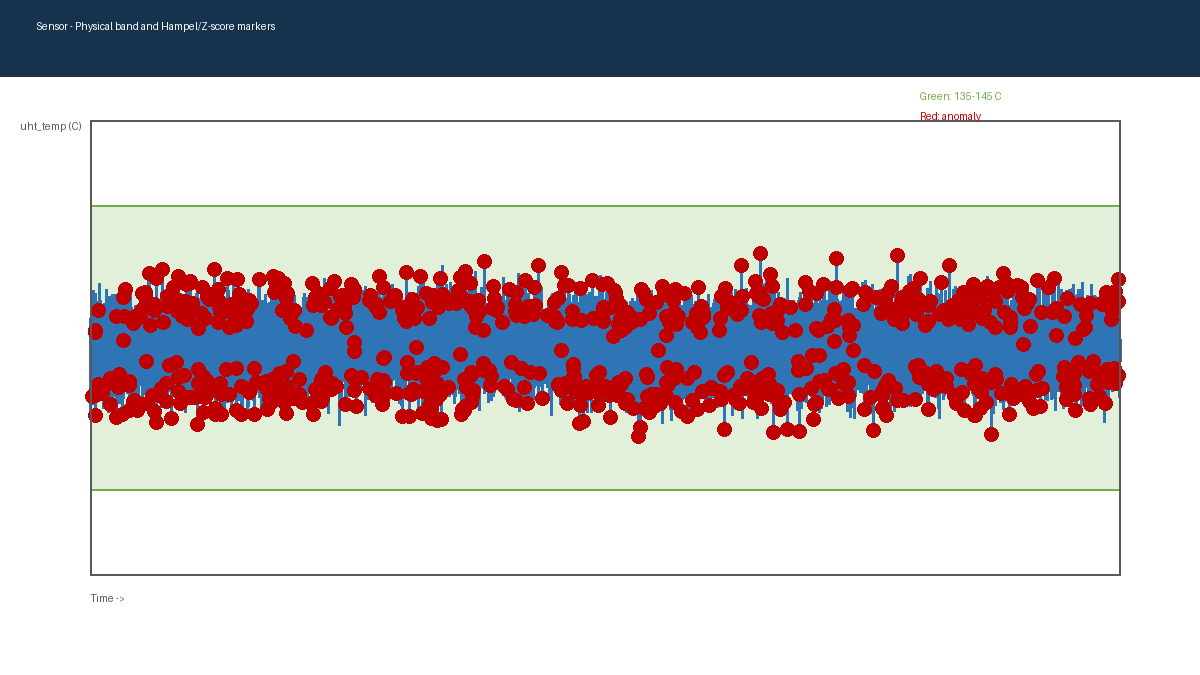 Sensor - Physical band and Hampel/Z-score markers
Green: 135-145 C
Red: anomaly
uht_temp (C)
Time ->